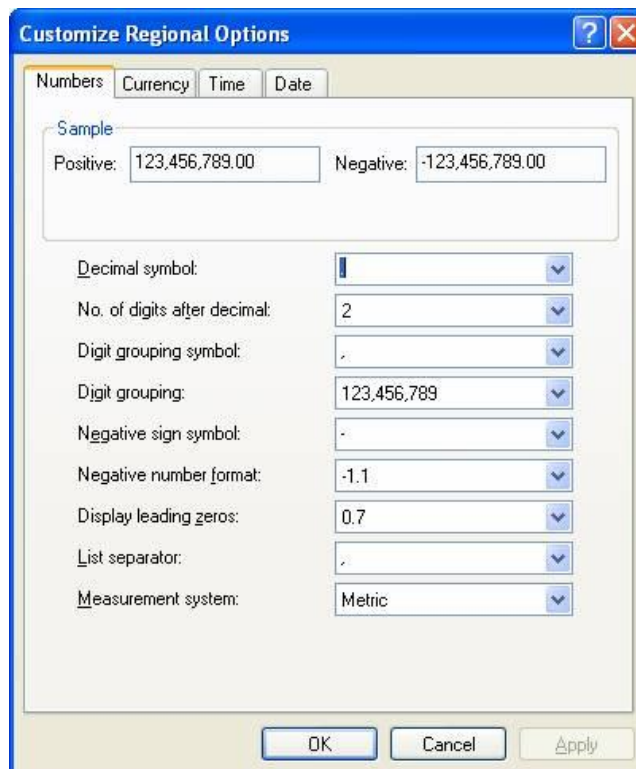 Customize Regional Options
Numbers Currency Time Date
Sample
Positive: 123,456,789.00 Negative: -123,456,789.00
Decimal symbol: .
No. of digits after decimal: 2
Digit grouping symbol: ,
Digit grouping: 123,456,789
Negative sign symbol: -
Negative number format: -1.1
Display leading zeros: 0.7
List separator: ,
Measurement system: Metric
OK Cancel Apply